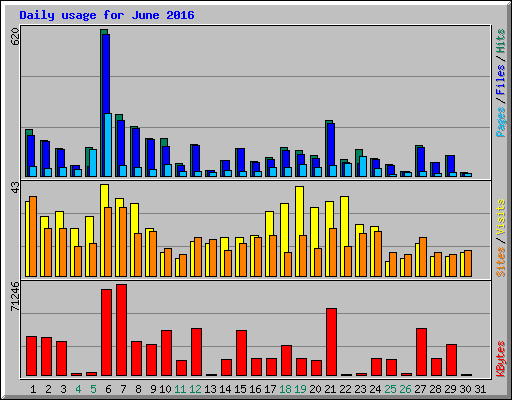 Daily usage for June 2016
620
Pages / Files / Hits
43
Sites / Visits
71246
KBytes
1 2 3 4 5 6 7 8 9 10 11 12 13 14 15 16 17 18 19 20 21 22 23 24 25 26 27 28 29 30 31